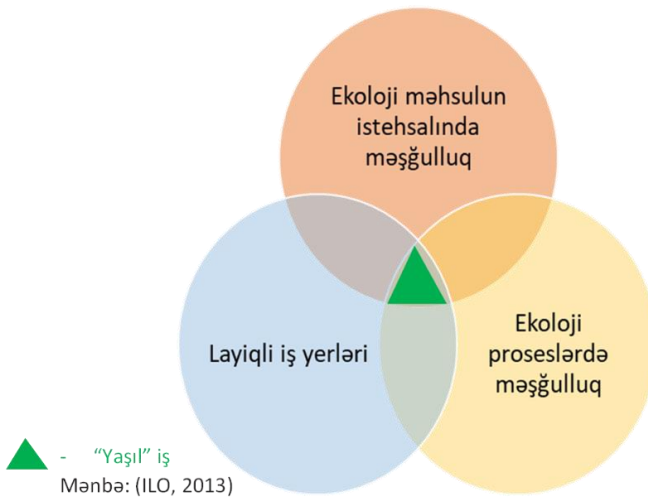 Ekoloji məhsulun
istehsalında
məşğulluq
Layiqli iş yerləri
Ekoloji
proseslərdə
məşğulluq
- “Yaşıl” iş
Mənbə: (ILO, 2013)